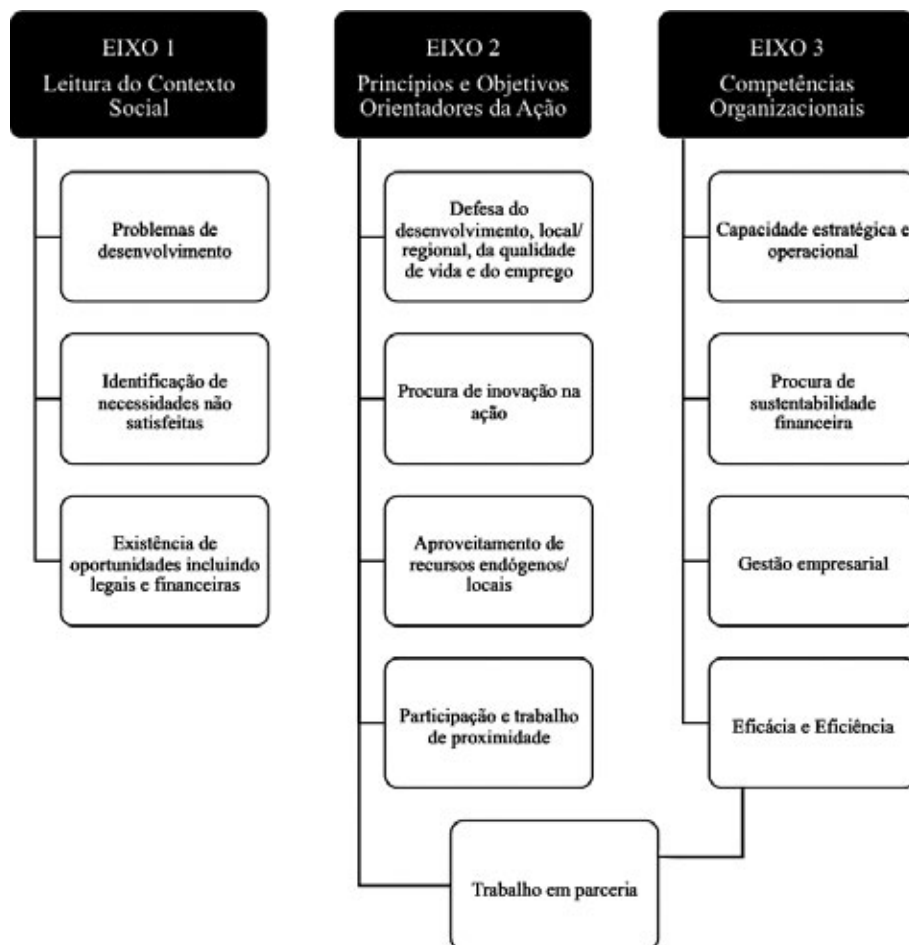 EIXO 1
Leitura do Contexto
Social
Problemas de
desenvolvimento
Identificação de
necessidades não
satisfeitas
Existência de
oportunidades incluindo
legais e financeiras
EIXO 2
Princípios e Objetivos
Orientadores da Ação
Defesa do
desenvolvimento, local/
regional, da qualidade
de vida e do emprego
Procura de inovação na
ação
Aproveitamento de
recursos endógenos/
locais
Participação e trabalho
de proximidade
EIXO 3
Competências
Organizacionais
Capacidade estratégica e
operacional
Procura de
sustentabilidade
financeira
Gestão empresarial
Eficácia e Eficiência
Trabalho em parceria